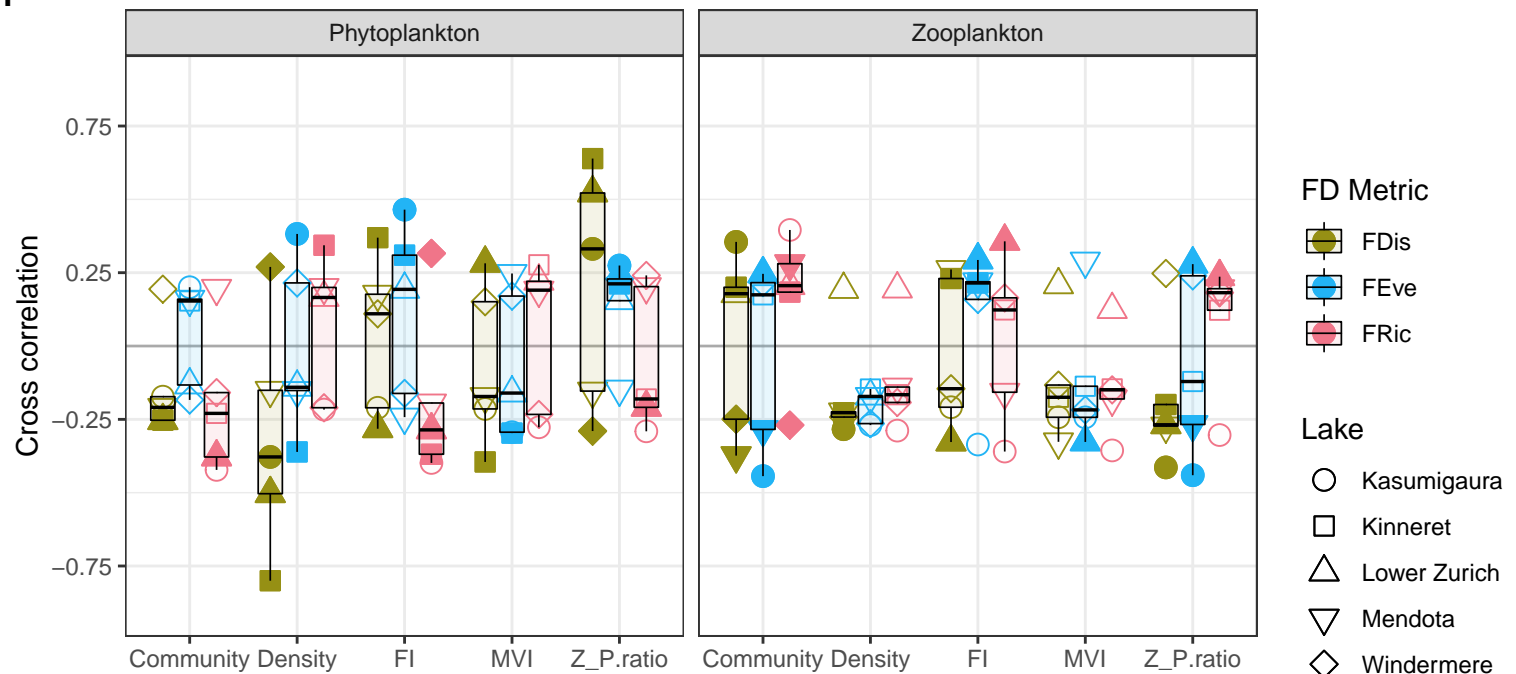 Phytoplankton
Zooplankton
Cross correlation
0.75
0.25
−0.25
−0.75
Community Density FI MVI Z_P.ratio
Community Density FI MVI Z_P.ratio
FD Metric
FDis
FEve
FRic
Lake
Kasumigaura
Kinneret
Lower Zurich
Mendota
Windermere